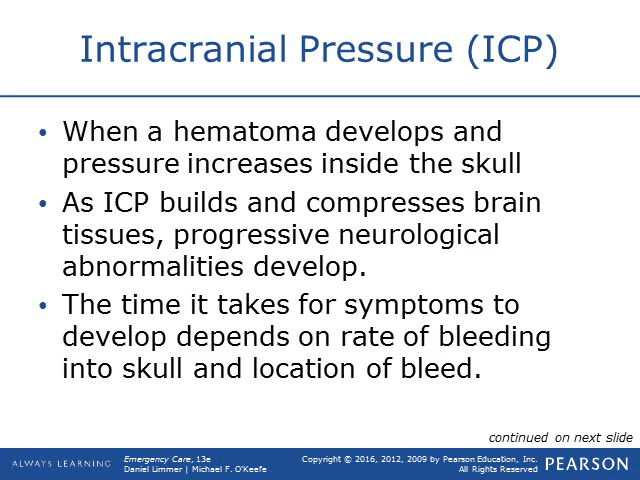 Intracranial Pressure (ICP)
• When a hematoma develops and
pressure increases inside the skull
• As ICP builds and compresses brain
tissues, progressive neurological
abnormalities develop.
• The time it takes for symptoms to
develop depends on rate of bleeding
into skull and location of bleed.
continued on next slide
ALWAYS LEARNING
Emergency Care, 13e
Daniel Limmer | Michael F. O'Keefe
Copyright © 2016, 2012, 2009 by Pearson Education, Inc.
All Rights Reserved
PEARSON